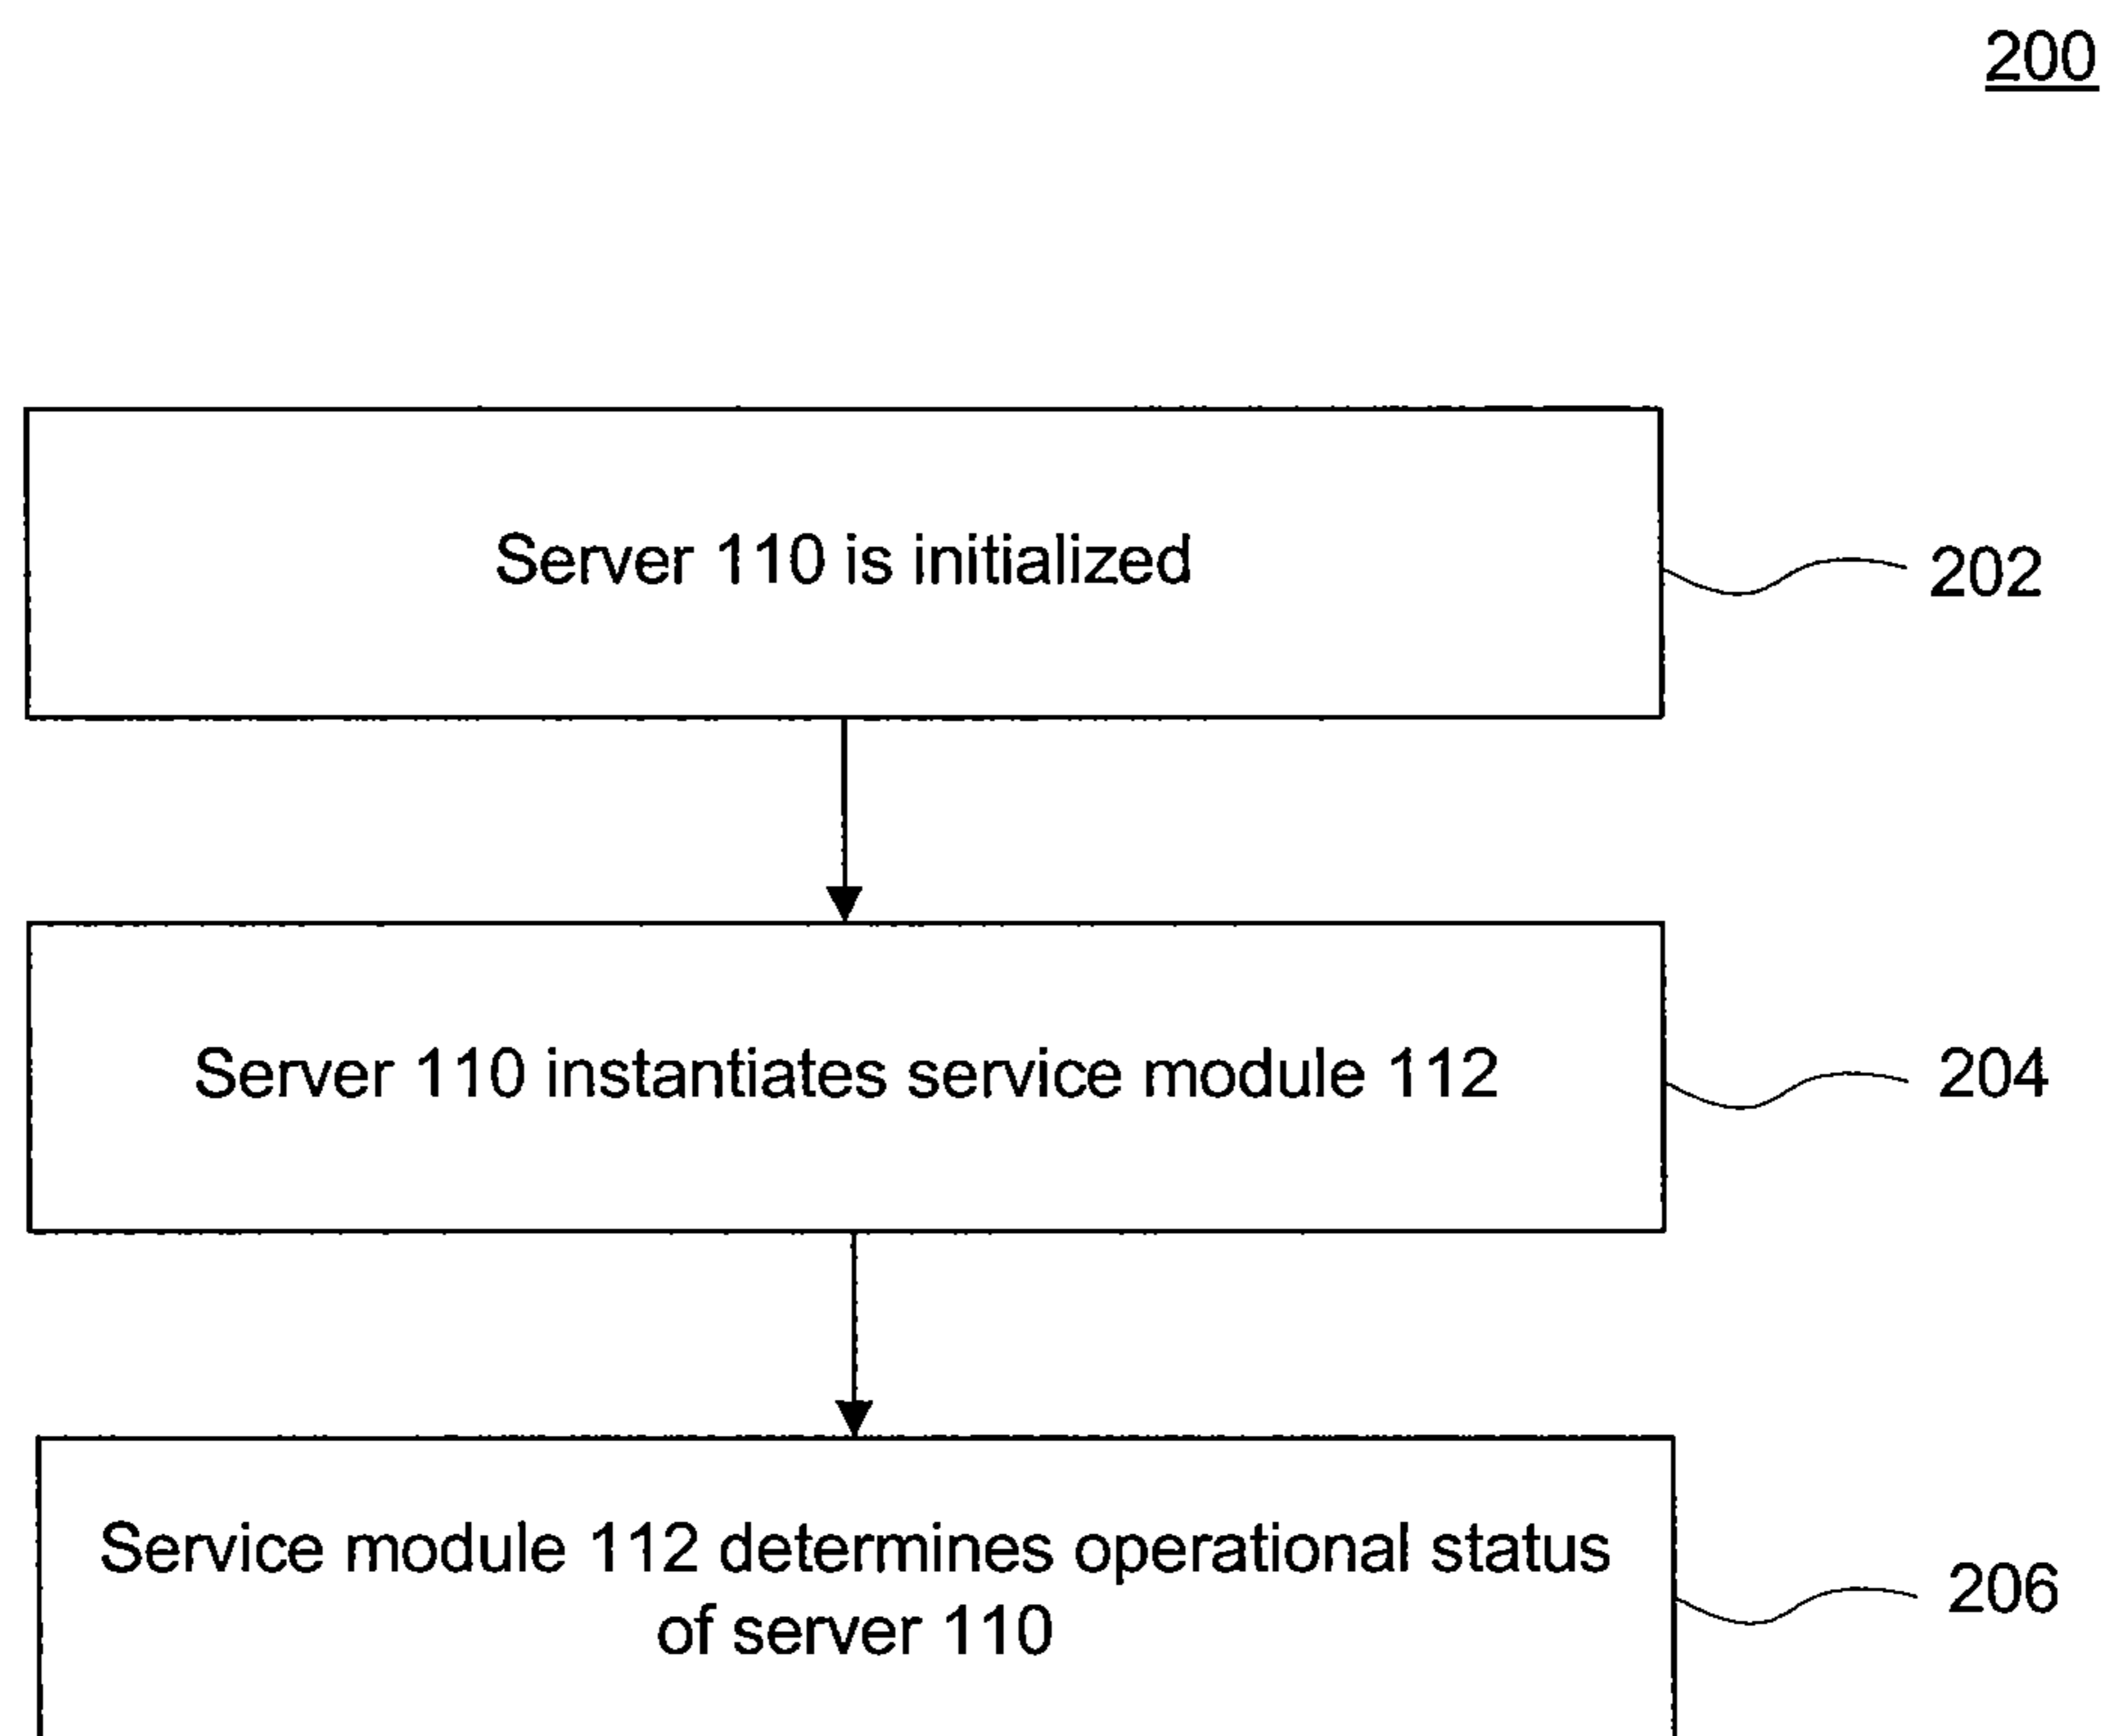 200
Server 110 is initialized
202
Server 110 instantiates service module 112
204
Service module 112 determines operational status
of server 110
206